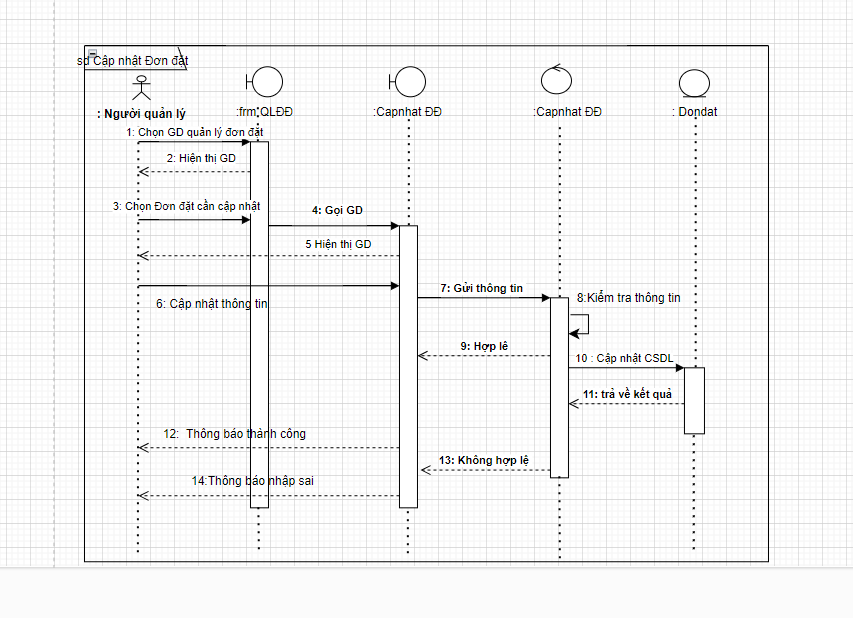 sd Cập nhật Đơn đặt
: Người quản lý
:frm QLĐĐ
:Capnhat ĐĐ
:Capnhat ĐĐ
: Dondat
1: Chọn GD quản lý đơn đặt
2: Hiện thị GD
3: Chọn Đơn đặt cần cập nhật
4: Gọi GD
5 Hiện thị GD
7: Gửi thông tin
6: Cập nhật thông tin
8:Kiểm tra thông tin
9: Hợp lê
10 : Cập nhật CSDL
11: trả về kết quả
12: Thông báo thành công
13: Không hợp lệ
14:Thông báo nhập sai